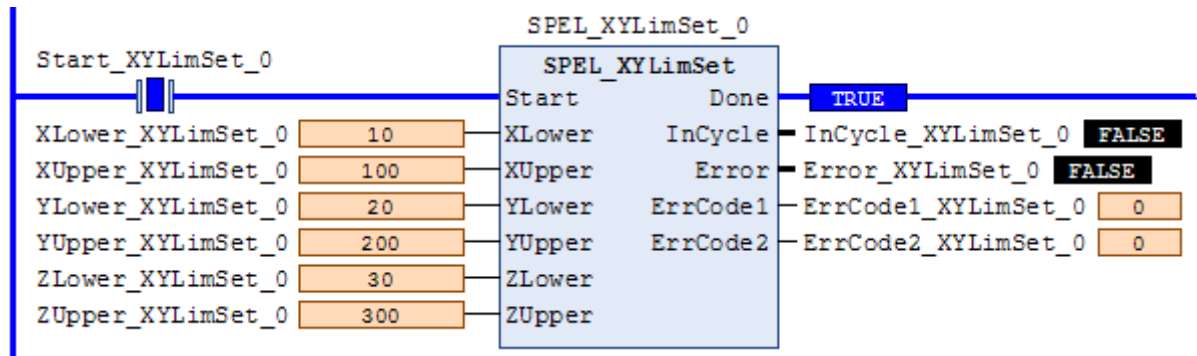 SPEL_XYLimSet_0
Start_XYLimSet_0
SPEL_XYLimSet
Start Done TRUE
XLower_XYLimSet_0 10 XLower InCycle InCycle_XYLimSet_0 FALSE
XUpper_XYLimSet_0 100 XUpper Error Error_XYLimSet_0 FALSE
YLower_XYLimSet_0 20 YLower ErrCode1 ErrCode1_XYLimSet_0 0
YUpper_XYLimSet_0 200 YUpper ErrCode2 ErrCode2_XYLimSet_0 0
ZLower_XYLimSet_0 30 ZLower
ZUpper_XYLimSet_0 300 ZUpper